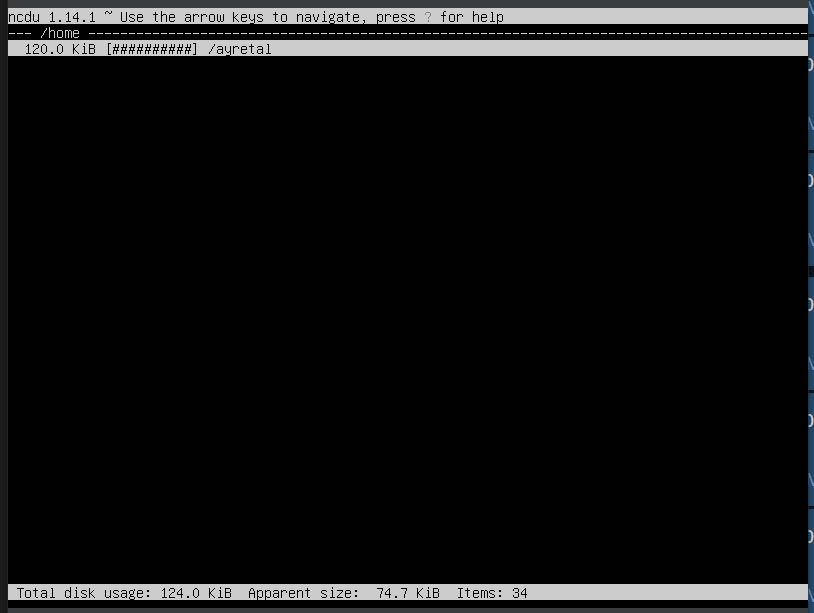 ncdu 1.14.1 ~ Use the arrow keys to navigate, press ? for help
--- /home ------------------------------------------------------------------------------------------
  120.0 KiB [##########] /ayretal
 Total disk usage: 124.0 KiB  Apparent size:  74.7 KiB  Items: 34